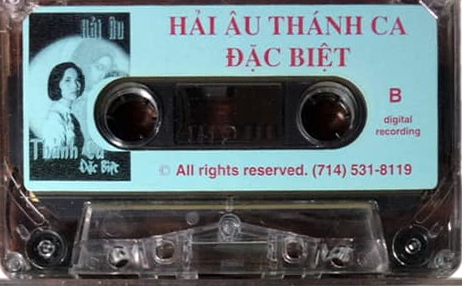 Hải Âu
Thánh Ca
Đặc Biệt
HẢI ÂU THÁNH CA
ĐẶC BIỆT
B
digital
recording
© All rights reserved. (714) 531-8119